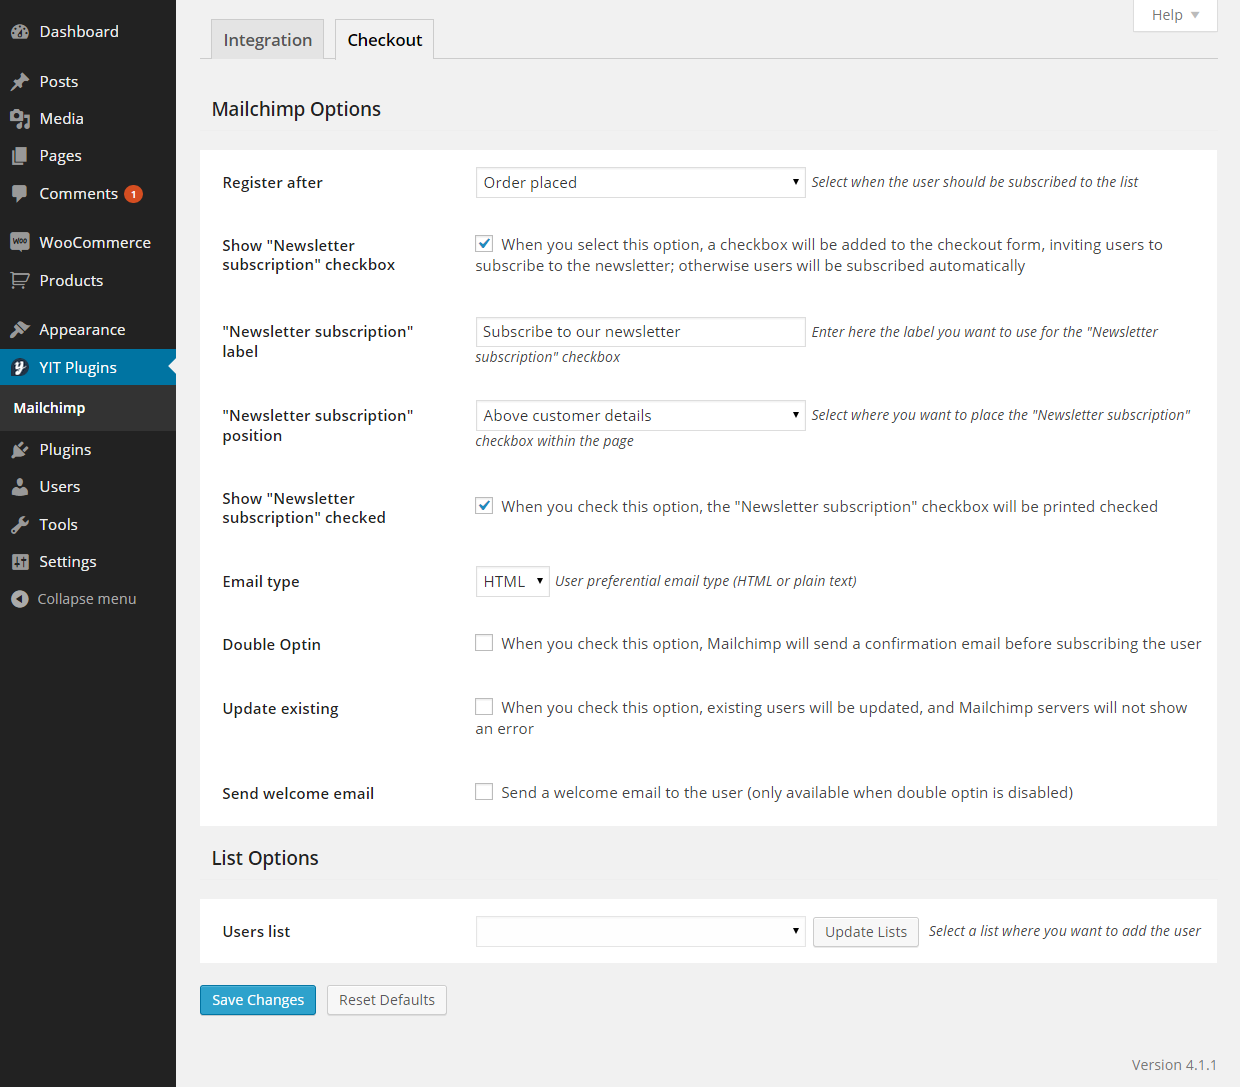 Dashboard
Posts
Media
Pages
Comments 1
WooCommerce
Products
Appearance
YIT Plugins
Mailchimp
Plugins
Users
Tools
Settings
Collapse menu
Help
Integration
Checkout
Mailchimp Options
Register after
Order placed
Select when the user should be subscribed to the list
Show "Newsletter
subscription" checkbox
When you select this option, a checkbox will be added to the checkout form, inviting users to
subscribe to the newsletter; otherwise users will be subscribed automatically
"Newsletter subscription"
label
Subscribe to our newsletter
Enter here the label you want to use for the "Newsletter
subscription" checkbox
"Newsletter subscription"
position
Above customer details
Select where you want to place the "Newsletter subscription"
checkbox within the page
Show "Newsletter
subscription" checked
When you check this option, the "Newsletter subscription" checkbox will be printed checked
Email type
HTML
User preferential email type (HTML or plain text)
Double Optin
When you check this option, Mailchimp will send a confirmation email before subscribing the user
Update existing
When you check this option, existing users will be updated, and Mailchimp servers will not show
an error
Send welcome email
Send a welcome email to the user (only available when double optin is disabled)
List Options
Users list
Update Lists
Select a list where you want to add the user
Save Changes
Reset Defaults
Version 4.1.1